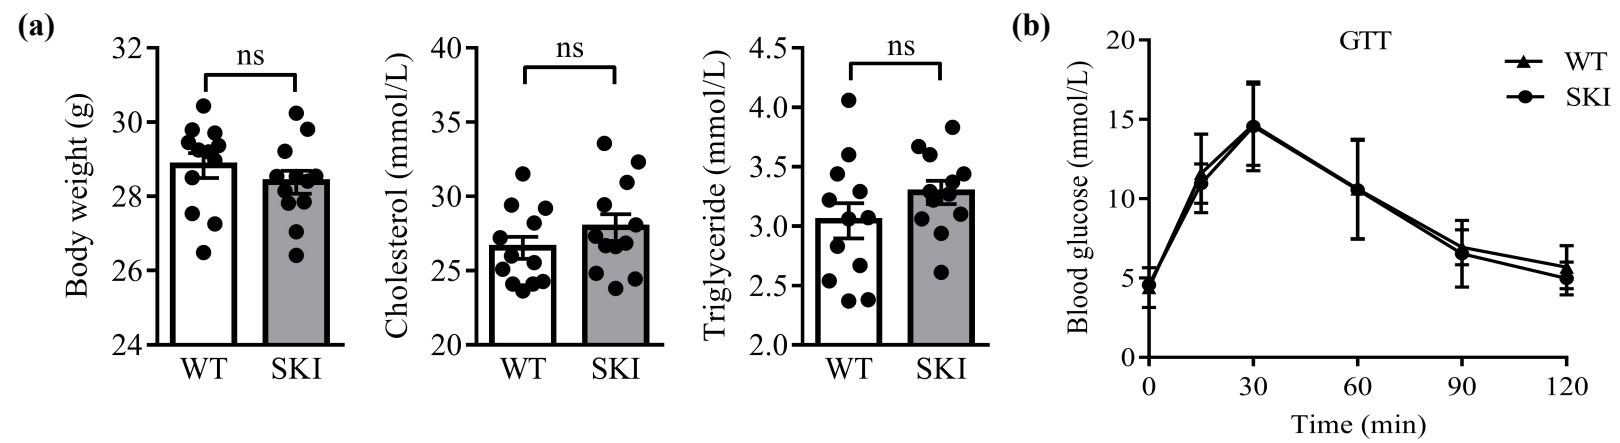 (a)
Body weight (g)
32
30
28
26
24
ns
WT SKI
Cholesterol (mmol/L)
40
35
30
25
20
ns
WT SKI
Triglyceride (mmol/L)
4.5
4.0
3.5
3.0
2.5
2.0
ns
WT SKI
(b)
GTT
WT
SKI
Blood glucose (mmol/L)
20
15
10
5
0
0 30 60 90 120
Time (min)